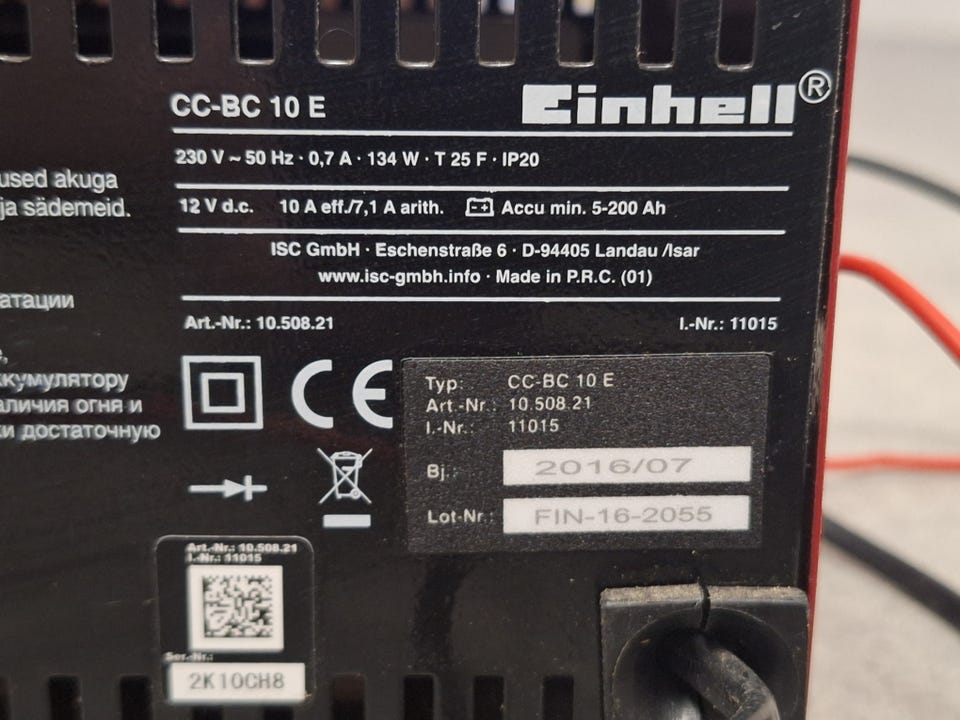 CC-BC 10 E
Einhell®
230 V ~ 50 Hz · 0,7 A · 134 W · T 25 F · IP20
12 V d.c. 10 A eff./7,1 A arith. Accu min. 5-200 Ah
ISC GmbH · Eschenstraße 6 · D-94405 Landau /Isar
www.isc-gmbh.info · Made in P.R.C. (01)
Art.-Nr.: 10.508.21 I.-Nr.: 11015
used akuga
ja sädemeid.
атации
ккумулятору
аличия огня и
ки достаточную
CE
Typ: CC-BC 10 E
Art.-Nr.: 10.508.21
I.-Nr.: 11015
Bj.: 2016/07
Lot-Nr.: FIN-16-2055
Art.-Nr.: 10.508.21
I.-Nr.: 11015
Ser.-Nr.:
2K10CH8